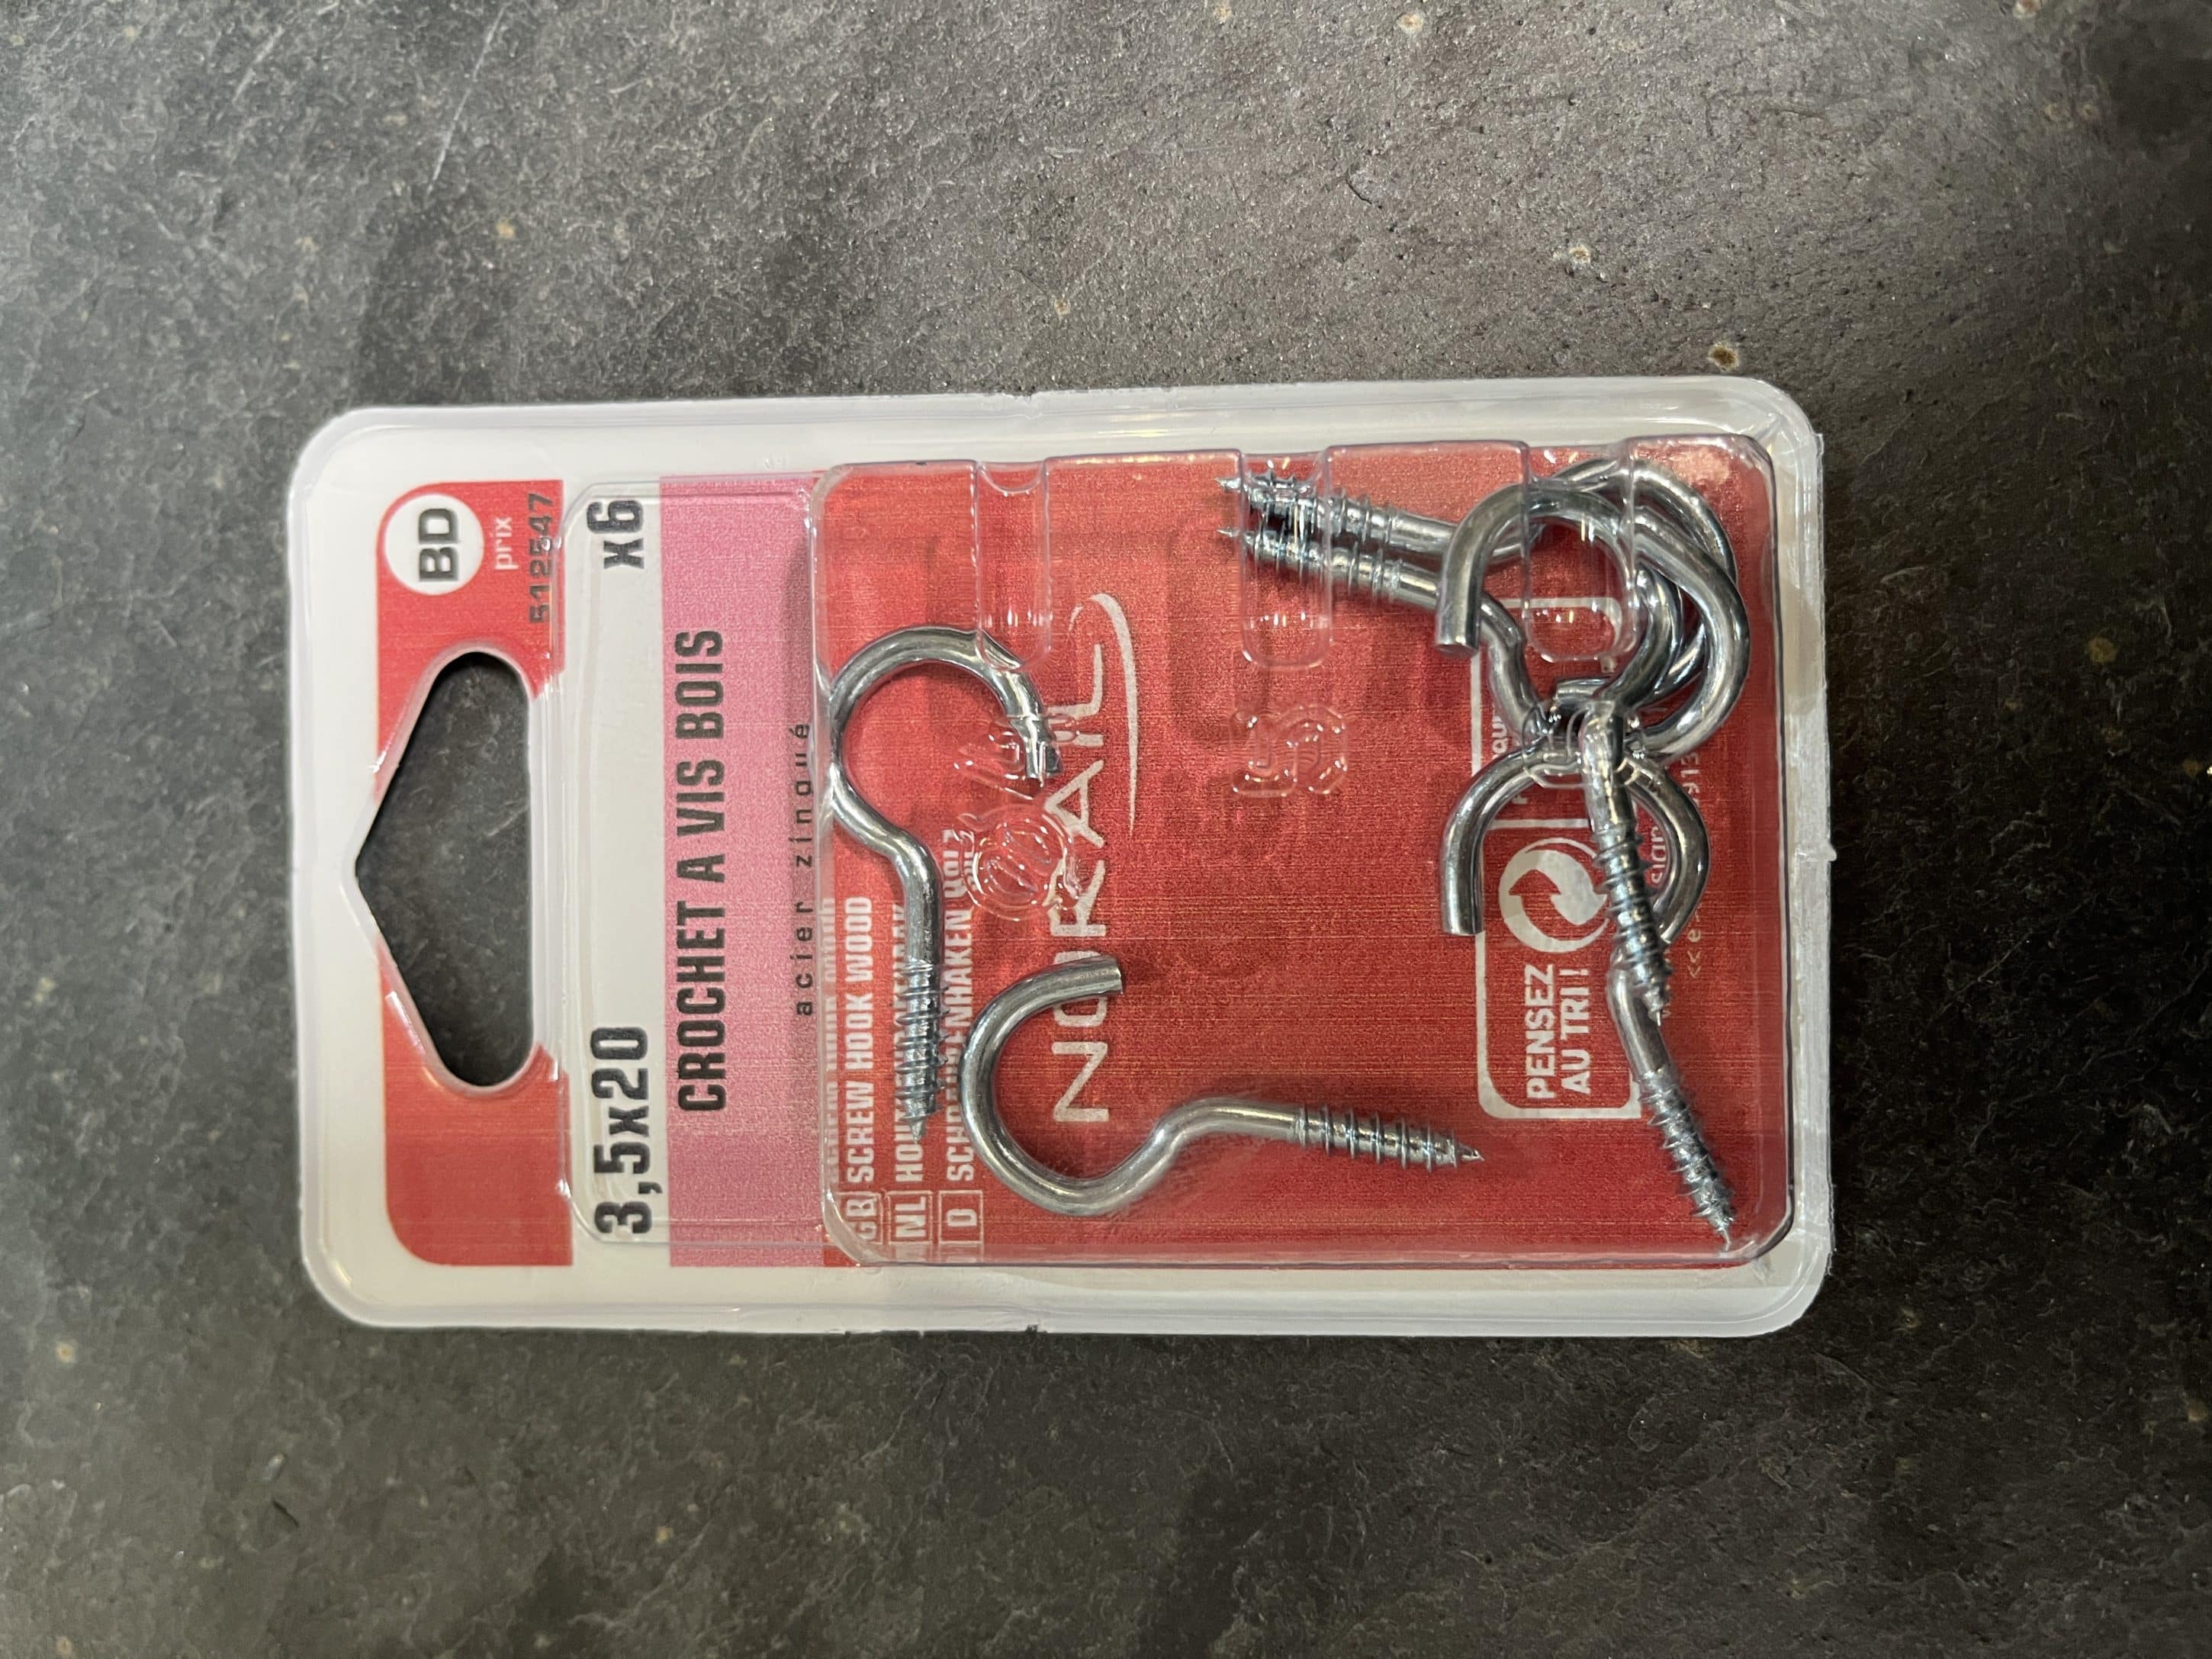 BD
prix
512547
3,5x20 x6
CROCHET A VIS BOIS
acier zingué
GB SCREW HOOK WOOD
NL
D
NORAIL
PENSEZ
AU TRI !